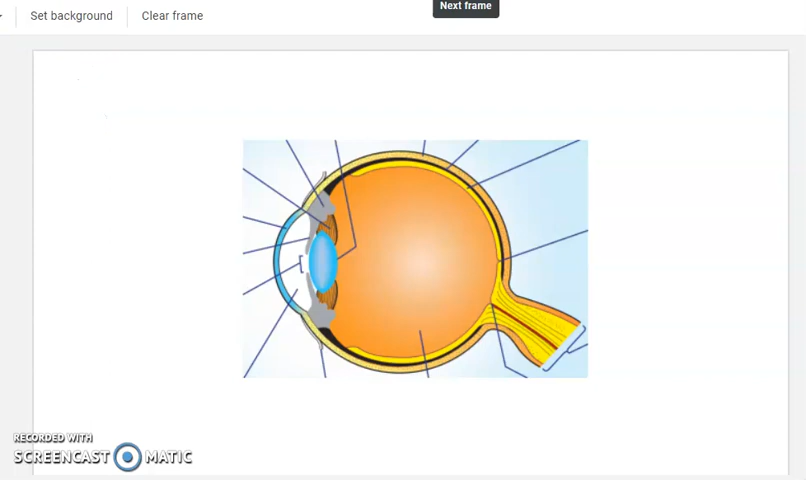 Next frame
Set background
Clear frame
RECORDED WITH
SCREENCAST MATIC